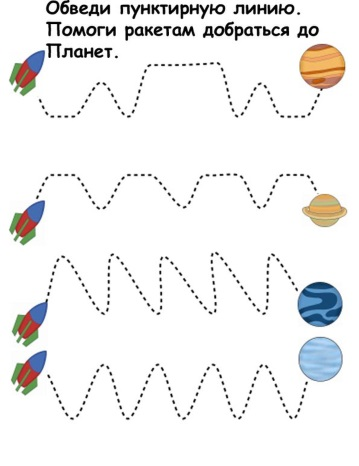 Обведи пунктирную линию.
Помоги ракетам добраться до
Планет.